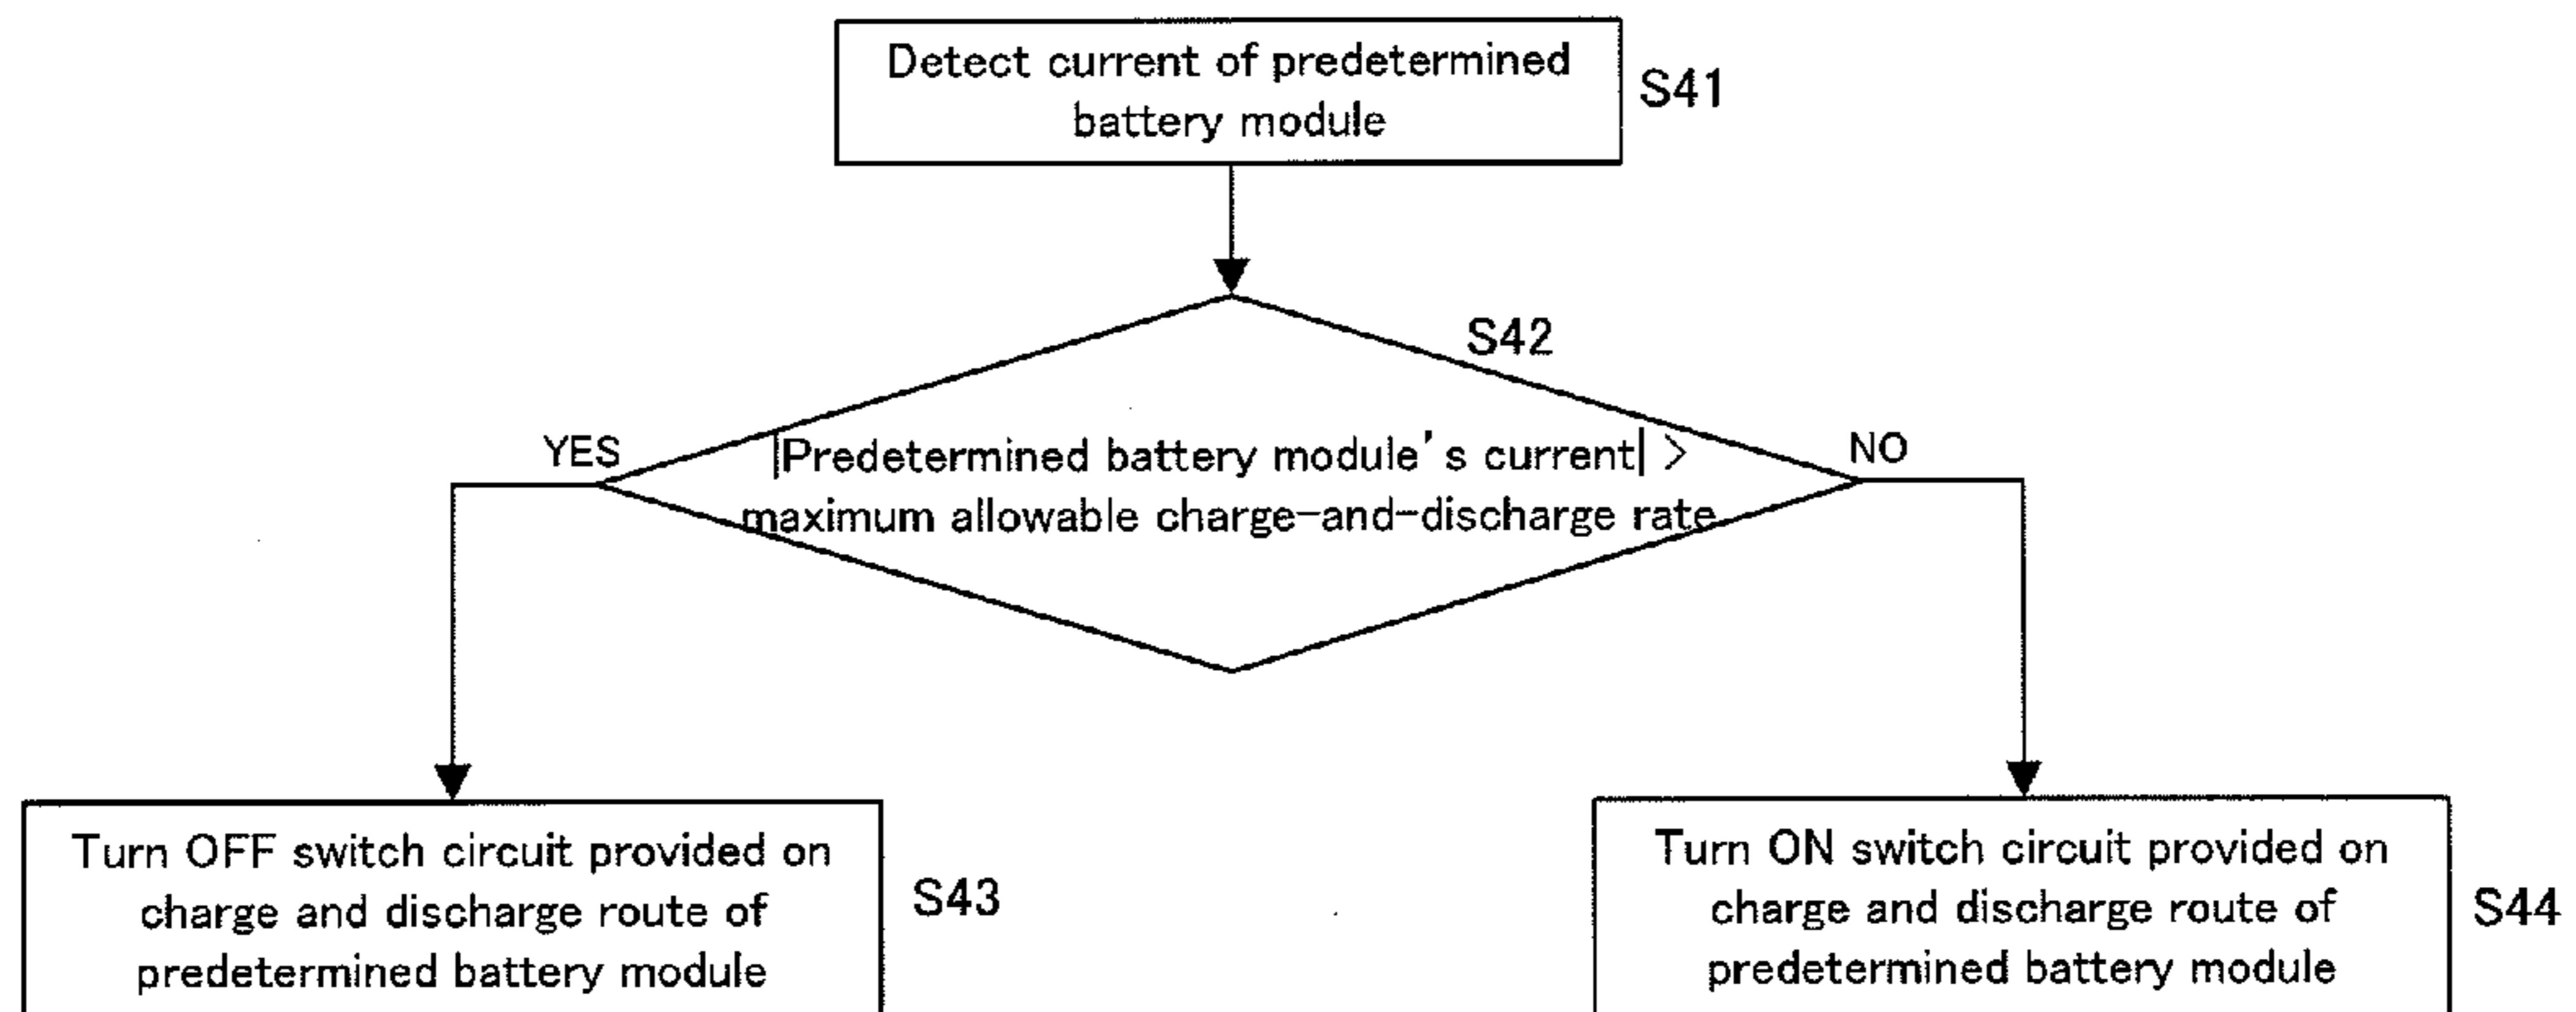 Detect current of predetermined
battery module
S41
S42
YES
|Predetermined battery module's current| >
maximum allowable charge-and-discharge rate
NO
Turn OFF switch circuit provided on
charge and discharge route of
predetermined battery module
S43
Turn ON switch circuit provided on
charge and discharge route of
predetermined battery module
S44